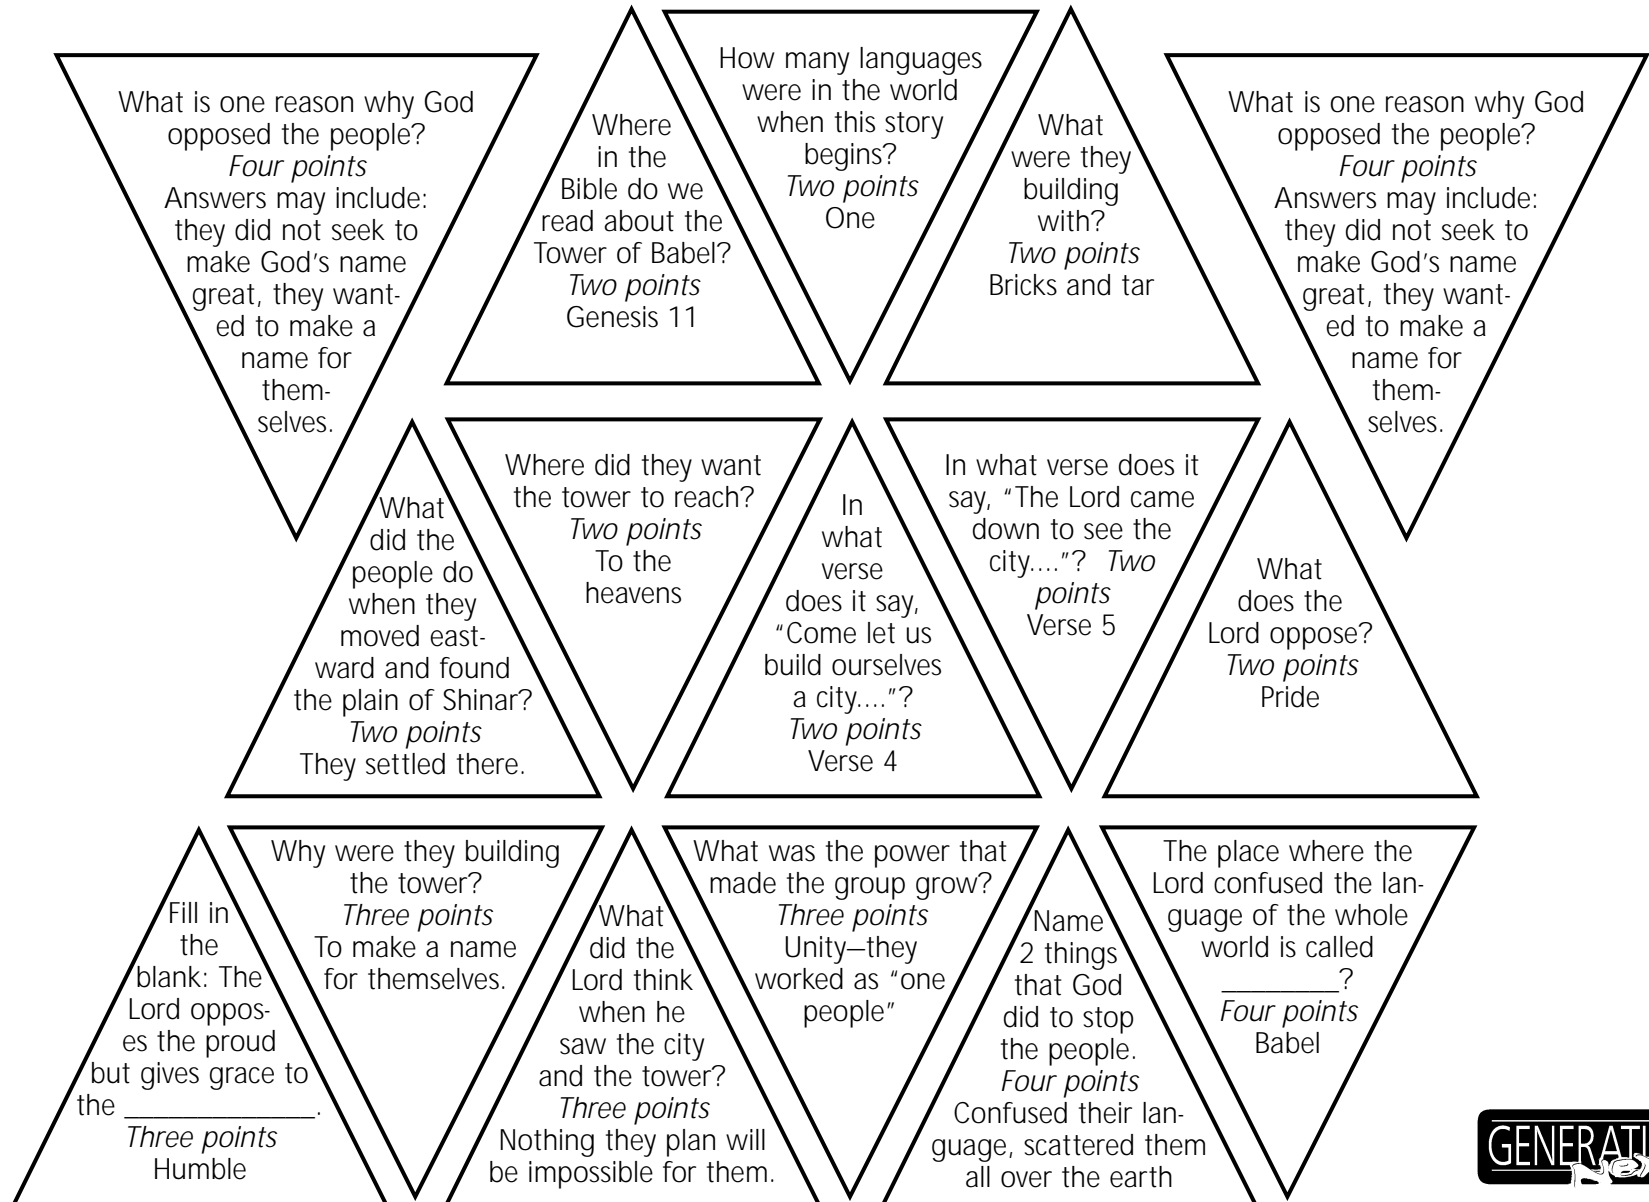 What is one reason why God
opposed the people?
Four points
Answers may include:
they did not seek to
make God's name
great, they want-
ed to make a
name for
them-
selves.
Where
in the
Bible do we
read about the
Tower of Babel?
Two points
Genesis 11
How many languages
were in the world
when this story
begins?
Two points
One
What
were they
building
with?
Two points
Bricks and tar
What is one reason why God
opposed the people?
Four points
Answers may include:
they did not seek to
make God's name
great, they want-
ed to make a
name for
them-
selves.
What
did the
people do
when they
moved east-
ward and found
the plain of Shinar?
Two points
They settled there.
Where did they want
the tower to reach?
Two points
To the
heavens
In
what
verse
does it say,
“Come let us
build ourselves
a city....”?
Two points
Verse 4
In what verse does it
say, “The Lord came
down to see the
city....”? Two
points
Verse 5
What
does the
Lord oppose?
Two points
Pride
Fill in
the
blank: The
Lord oppos-
es the proud
but gives grace to
the _____________.
Three points
Humble
Why were they building
the tower?
Three points
To make a name
for themselves.
What
did the
Lord think
when he
saw the city
and the tower?
Three points
Nothing they plan will
be impossible for them.
What was the power that
made the group grow?
Three points
Unity—they
worked as “one
people”
Name
2 things
that God
did to stop
the people.
Four points
Confused their lan-
guage, scattered them
all over the earth
The place where the
Lord confused the lan-
guage of the whole
world is called
________?
Four points
Babel
GENERATI